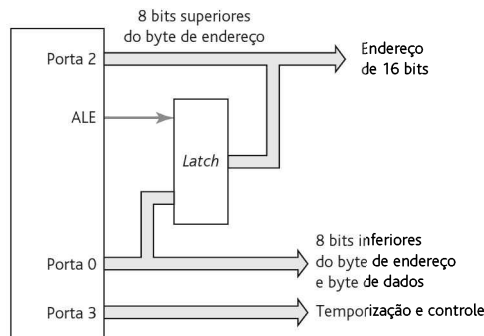 8 bits superiores
do byte de endereço
Porta 2
Endereço
de 16 bits
ALE
Latch
8 bits inferiores
Porta 0
do byte de endereço
e byte de dados
Porta 3
Temporização e controle